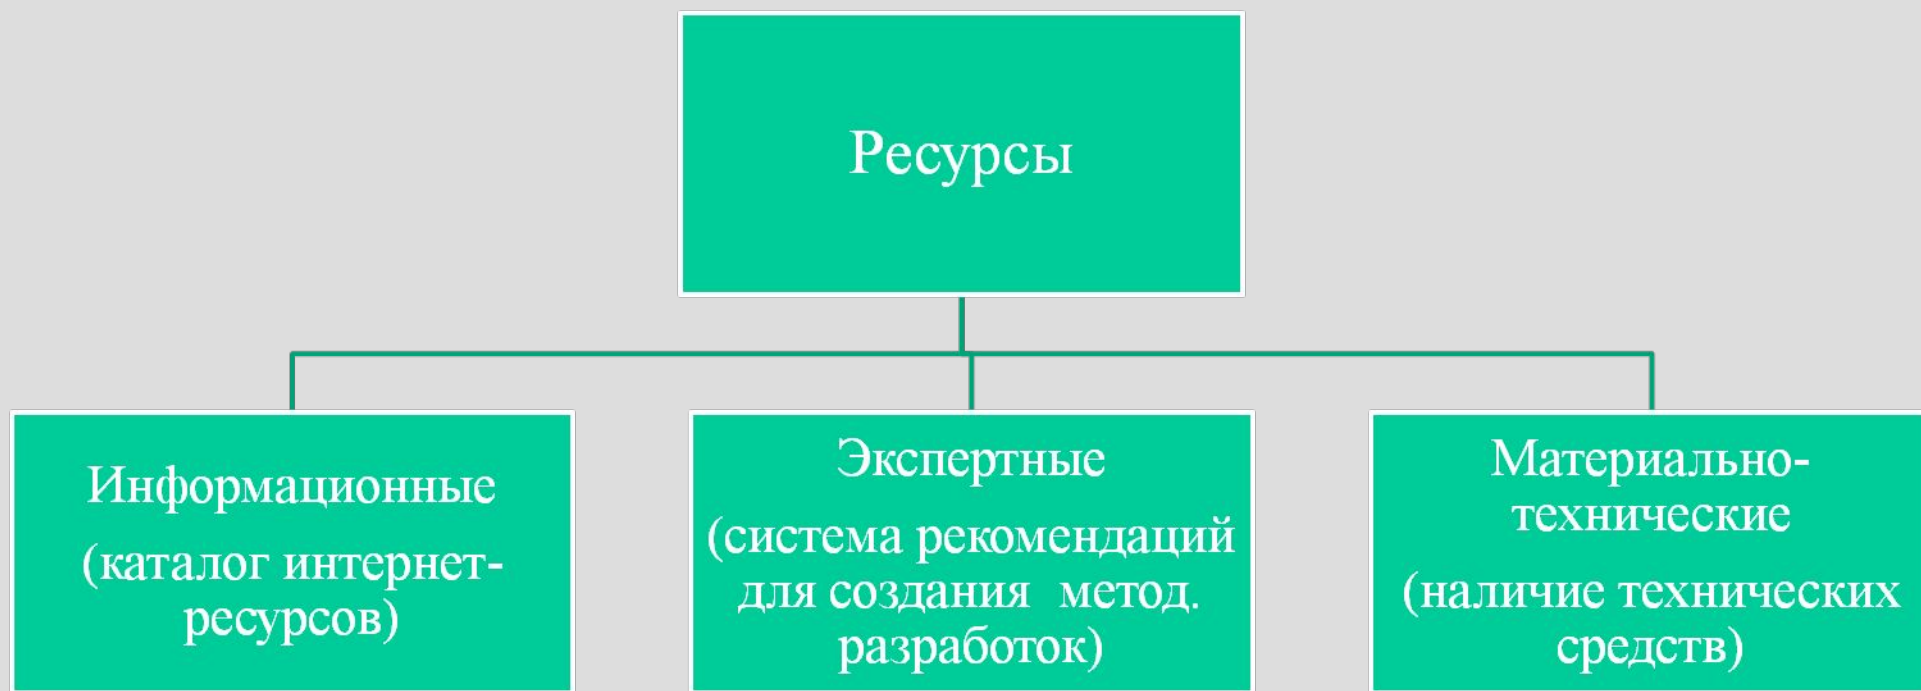 Ресурсы
Информационные
(каталог интернет-
ресурсов)
Экспертные
(система рекомендаций
для создания  метод.
разработок)
Материально-
технические
(наличие технических
средств)